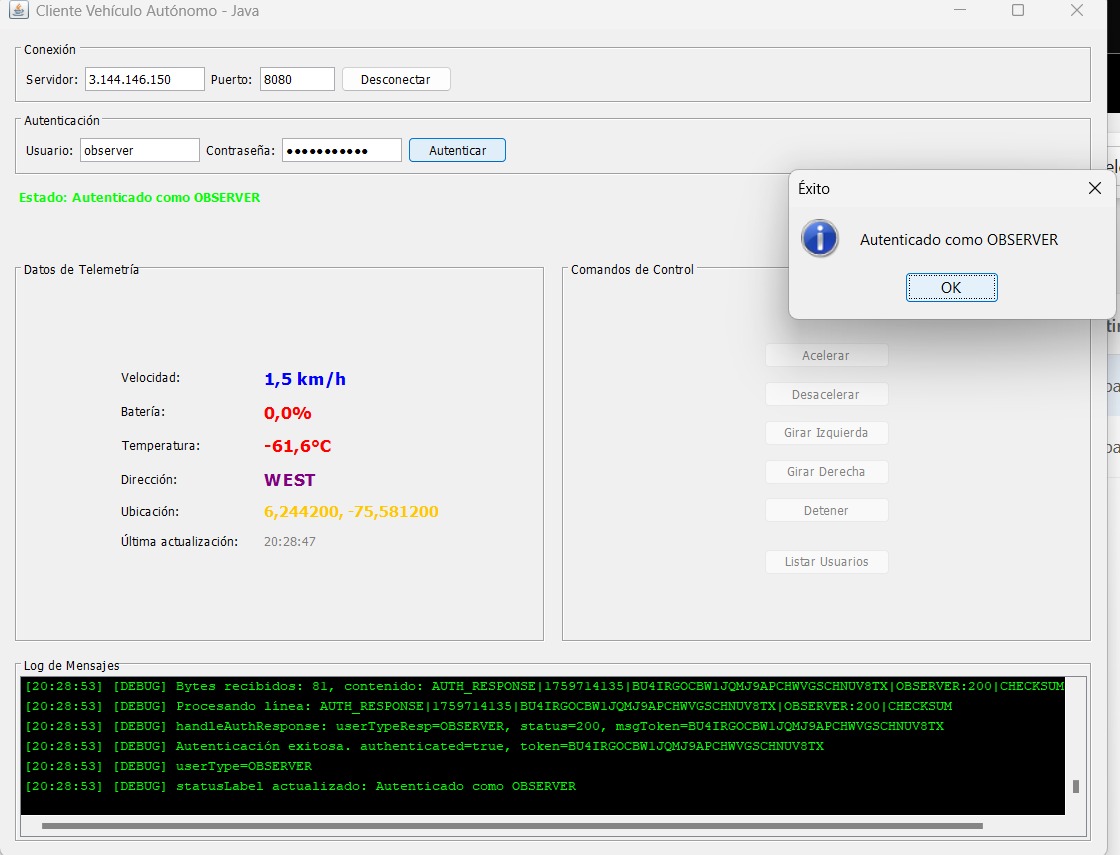 Cliente Vehículo Autónomo - Java
Conexión
Servidor: 3.144.146.150 Puerto: 8080 Desconectar
Autenticación
Usuario: observer Contraseña: ●●●●●●●●●●● Autenticar
Estado: Autenticado como OBSERVER
Éxito
Autenticado como OBSERVER
OK
Datos de Telemetría
Velocidad: 1,5 km/h
Batería: 0,0%
Temperatura: -61,6°C
Dirección: WEST
Ubicación: 6,244200, -75,581200
Última actualización: 20:28:47
Comandos de Control
Acelerar
Desacelerar
Girar Izquierda
Girar Derecha
Detener
Listar Usuarios
Log de Mensajes
[20:28:53] [DEBUG] Bytes recibidos: 81, contenido: AUTH_RESPONSE|1759714135|BU4IRGOCBW1JQMJ9APCHWVGSCHNUV8TX|OBSERVER:200|CHECKSUM
[20:28:53] [DEBUG] Procesando línea: AUTH_RESPONSE|1759714135|BU4IRGOCBW1JQMJ9APCHWVGSCHNUV8TX|OBSERVER:200|CHECKSUM
[20:28:53] [DEBUG] handleAuthResponse: userTypeResp=OBSERVER, status=200, msgToken=BU4IRGOCBW1JQMJ9APCHWVGSCHNUV8TX
[20:28:53] [DEBUG] Autenticación exitosa. authenticated=true, token=BU4IRGOCBW1JQMJ9APCHWVGSCHNUV8TX
[20:28:53] [DEBUG] userType=OBSERVER
[20:28:53] [DEBUG] statusLabel actualizado: Autenticado como OBSERVER